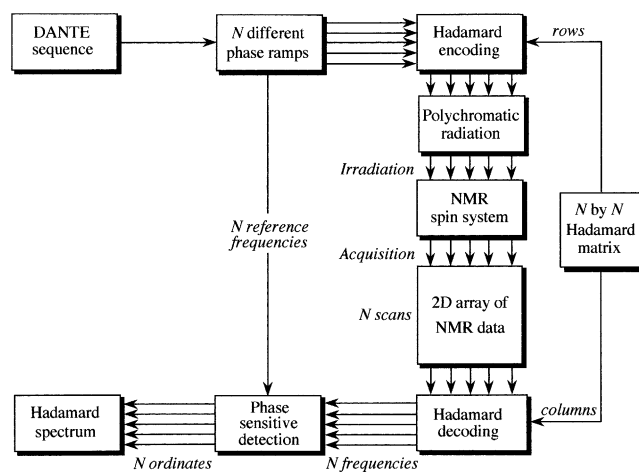 DANTE
sequence
N different
phase ramps
Hadamard
encoding
rows
Polychromatic
radiation
Irradiation
NMR
spin system
N by N
Hadamard
matrix
N reference
frequencies
Acquisition
N scans
2D array of
NMR data
Hadamard
spectrum
Phase
sensitive
detection
Hadamard
decoding
columns
N ordinates
N frequencies